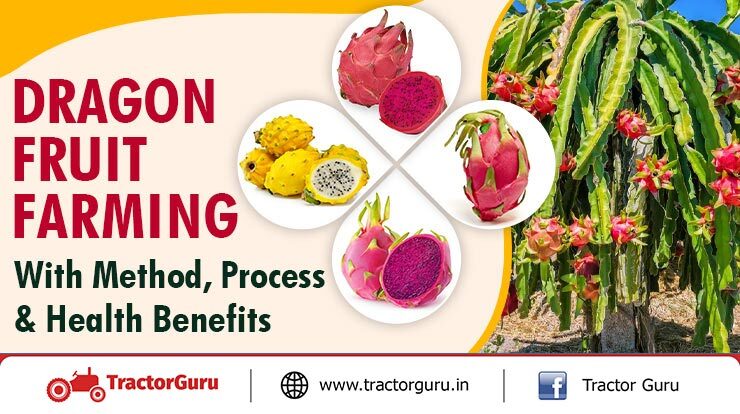 DRAGON
FRUIT
FARMING
With Method, Process
& Health Benefits
TractorGuru
www.tractorguru.in
Tractor Guru